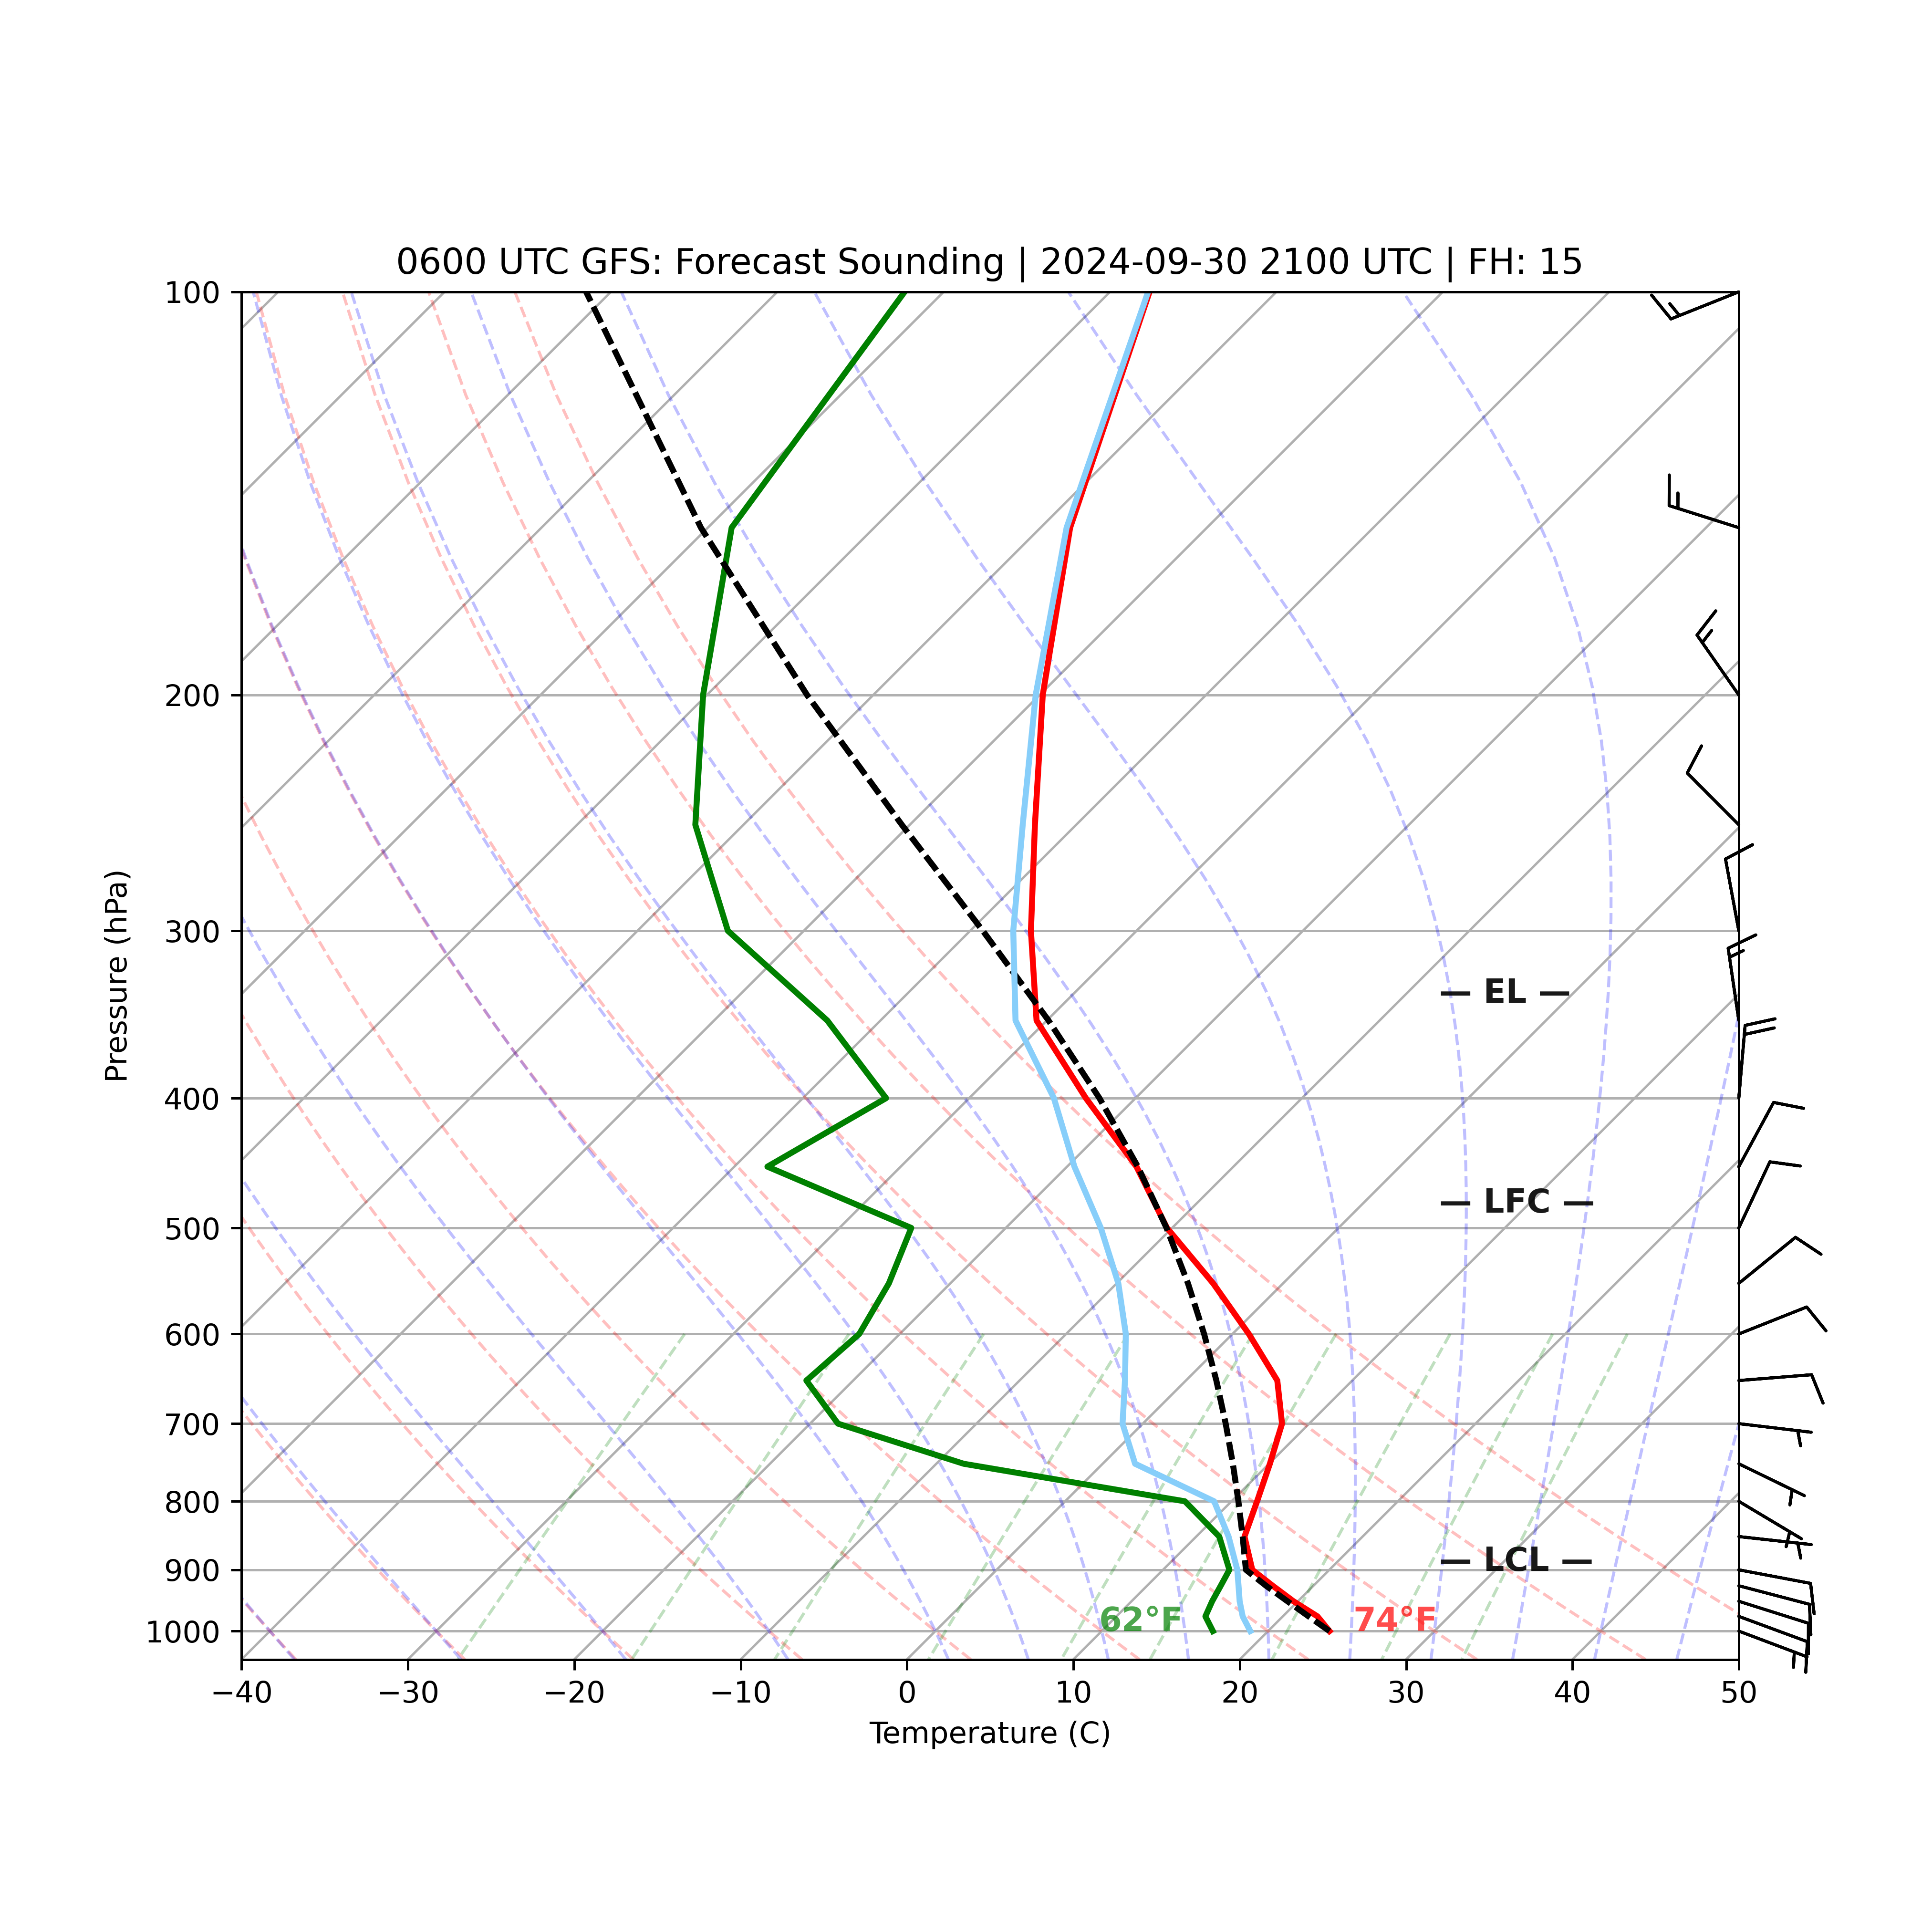 0600 UTC GFS: Forecast Sounding | 2024-09-30 2100 UTC | FH: 15
100
200
300
— EL —
400
— LFC —
500
600
700
800
900
— LCL —
1000
62°F
74°F
Pressure (hPa)
−40 −30 −20 −10 0 10 20 30 40 50
Temperature (C)